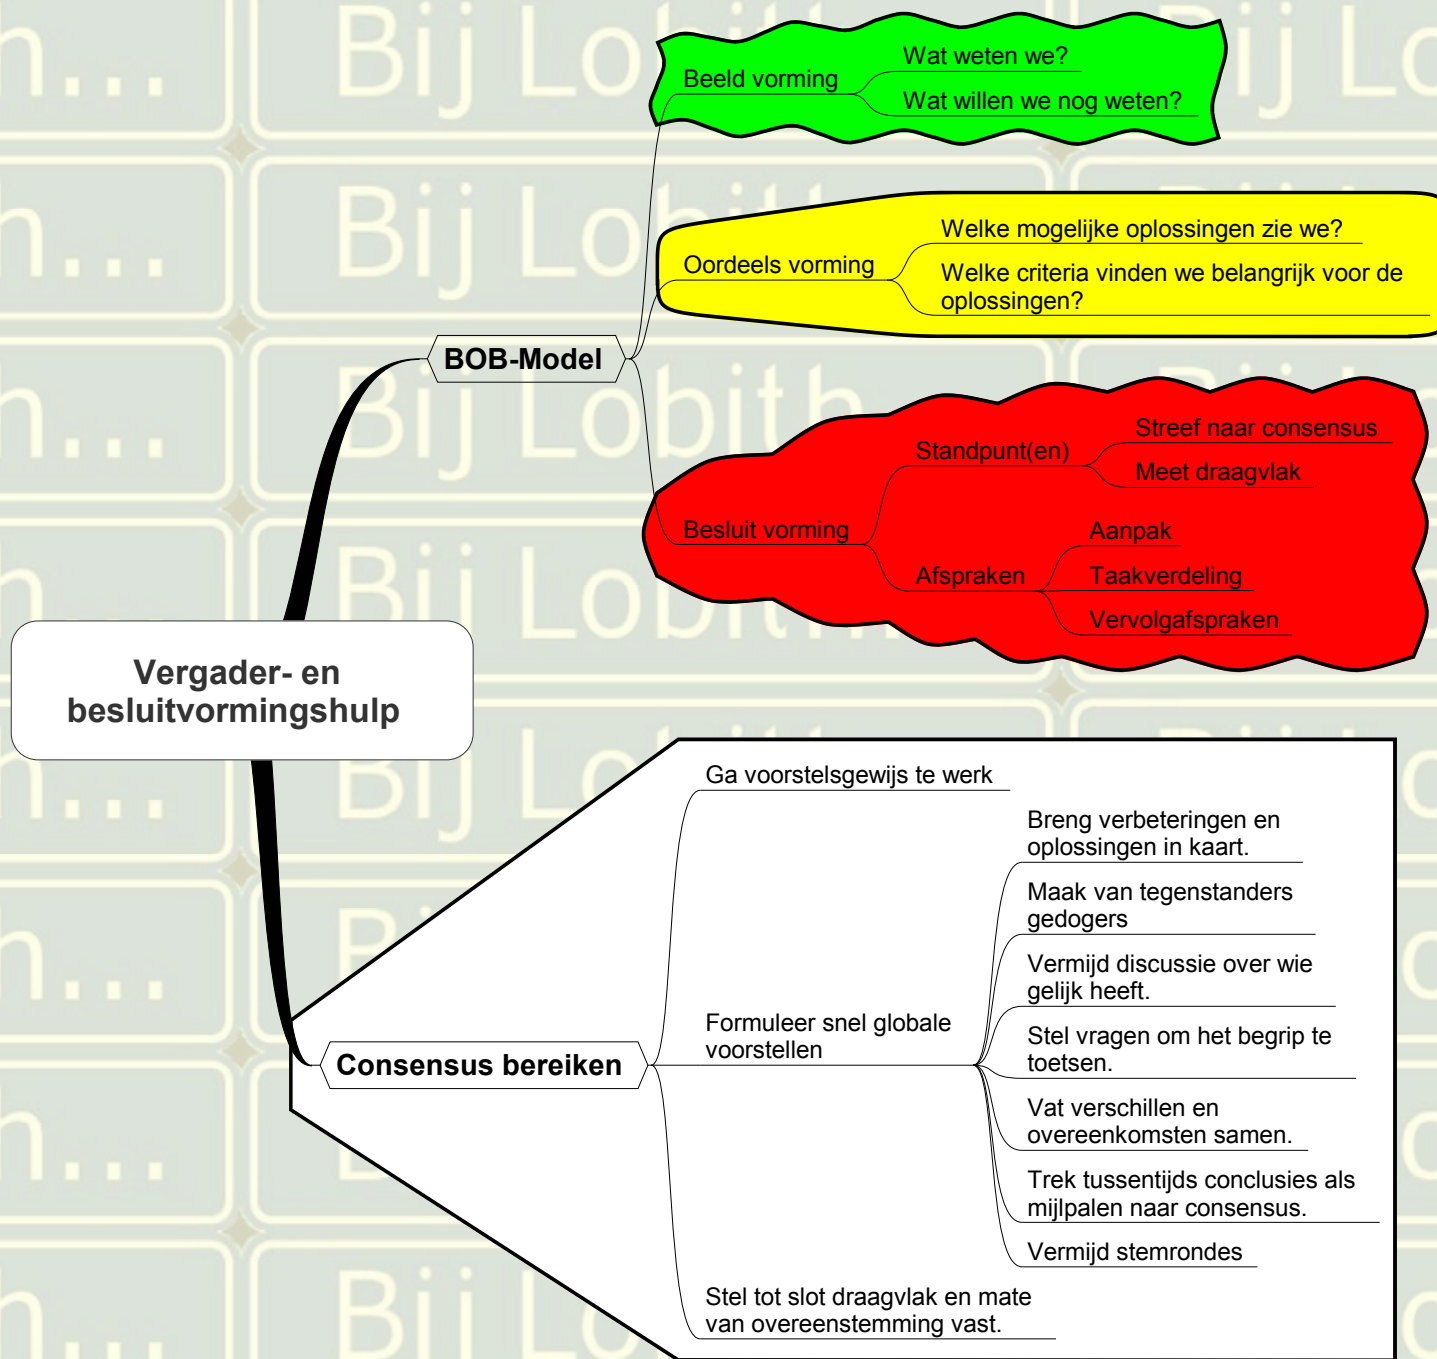 Beeld vorming
Wat weten we?
Wat willen we nog weten?
Oordeels vorming
Welke mogelijke oplossingen zie we?
Welke criteria vinden we belangrijk voor de
oplossingen?
BOB-Model
Besluit vorming
Standpunt(en)
Streef naar consensus
Meet draagvlak
Afspraken
Aanpak
Taakverdeling
Vervolgafspraken
Vergader- en
besluitvormingshulp
Consensus bereiken
Ga voorstelsgewijs te werk
Formuleer snel globale
voorstellen
Breng verbeteringen en
oplossingen in kaart.
Maak van tegenstanders
gedogers
Vermijd discussie over wie
gelijk heeft.
Stel vragen om het begrip te
toetsen.
Vat verschillen en
overeenkomsten samen.
Trek tussentijds conclusies als
mijlpalen naar consensus.
Vermijd stemrondes
Stel tot slot draagvlak en mate
van overeenstemming vast.
Bij Lobith...